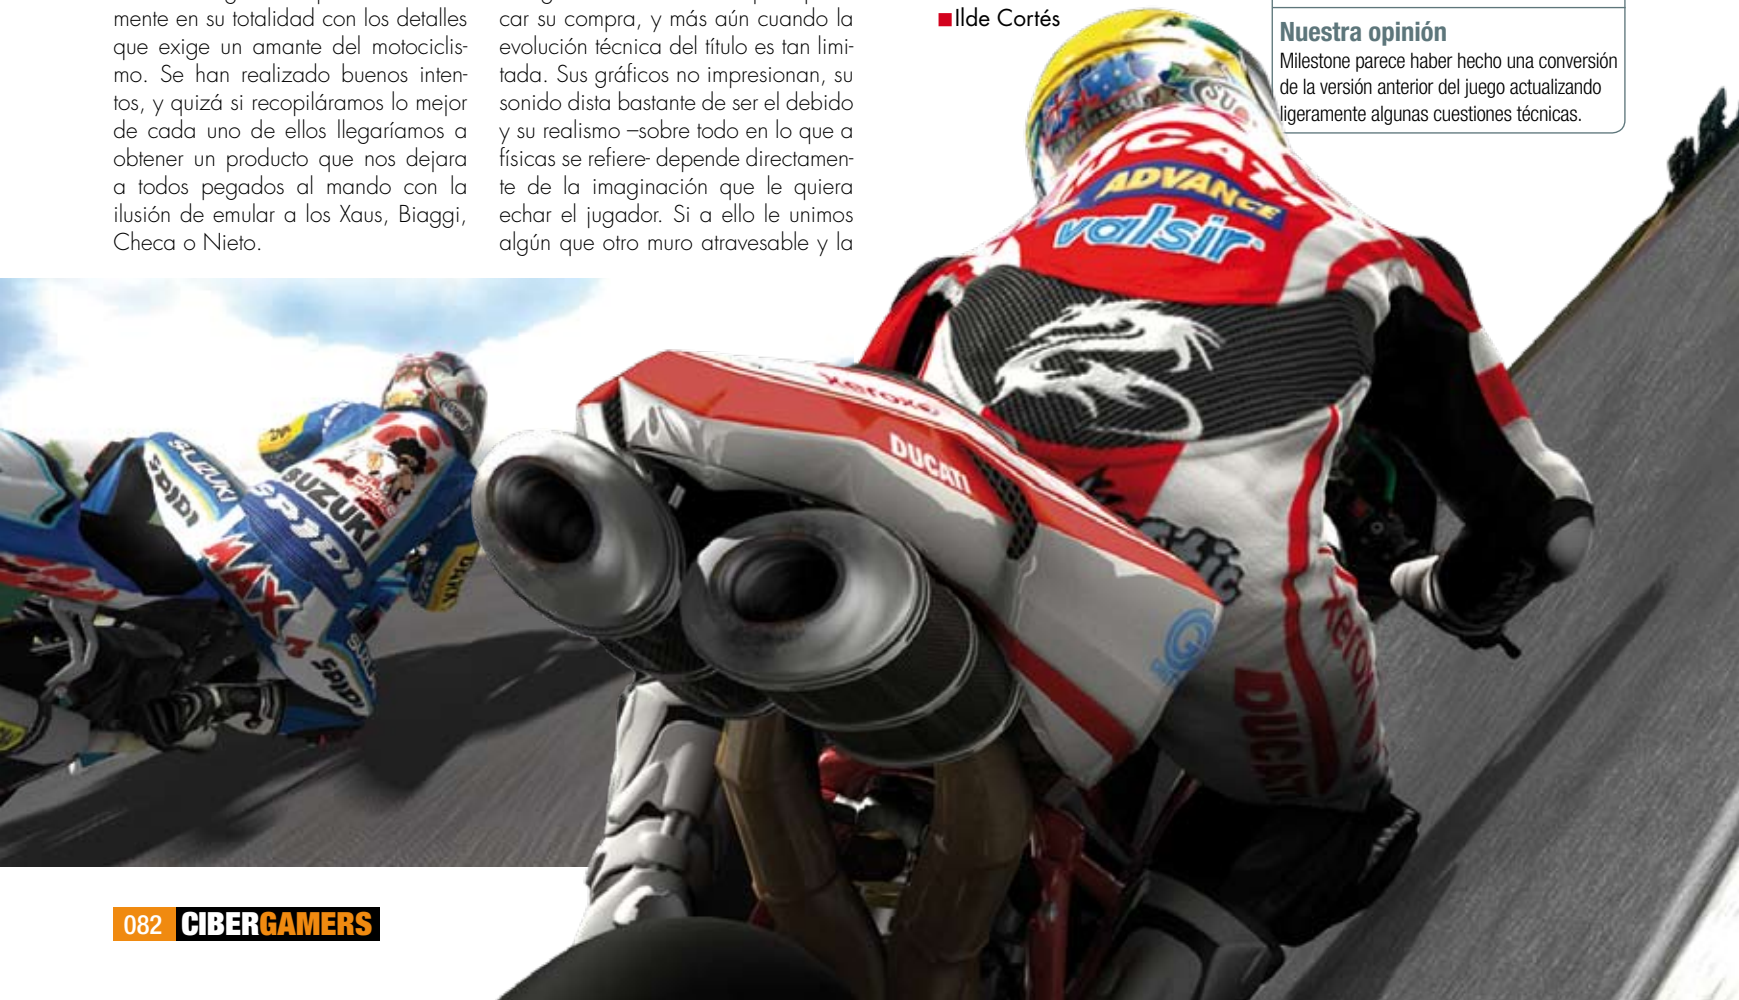 mente en su totalidad con los detalles
que exige un amante del motociclis-
mo. Se han realizado buenos inten-
tos, y quizá si recopiláramos lo mejor
de cada uno de ellos llegaríamos a
obtener un producto que nos dejara
a todos pegados al mando con la
ilusión de emular a los Xaus, Biaggi,
Checa o Nieto.
car su compra, y más aún cuando la
evolución técnica del título es tan limi-
tada. Sus gráficos no impresionan, su
sonido dista bastante de ser el debido
y su realismo –sobre todo en lo que a
físicas se refiere- depende directamen-
te de la imaginación que le quiera
echar el jugador. Si a ello le unimos
algún que otro muro atravesable y la
Ilde Cortés
Nuestra opinión
Milestone parece haber hecho una conversión
de la versión anterior del juego actualizando
ligeramente algunas cuestiones técnicas.
DUCATI
ADVANCE
valsir
xerox
DUCATI
xerox
DUCATI
SUZUKI
SPIDI
SUZUKI
SPIDI
MAX
SPIDI
082 CIBERGAMERS